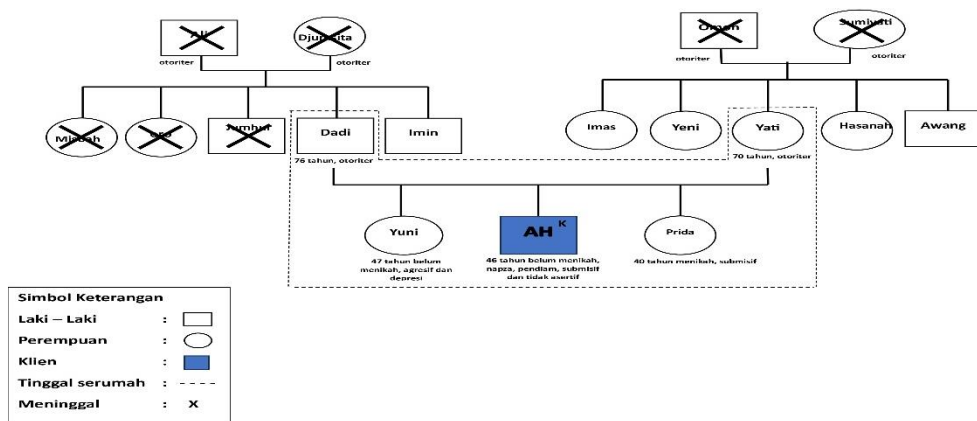 Ali
Djunsita
Oman
Sumiyati
otoriter
otoriter
otoriter
otoriter
Jumhur
Dadi
Imin
Imas
Yeni
Yati
Hasanah
Awang
76 tahun, otoriter
70 tahun, otoriter
Yuni
AH K
Prida
47 tahun belum
menikah, agresif dan
depresi
46 tahun belum menikah,
napza, pendiam, submisif
dan tidak asertif
40 tahun menikah, submisif
Simbol Keterangan
Laki – Laki :
Perempuan :
Klien :
Tinggal serumah : -----
Meninggal : X